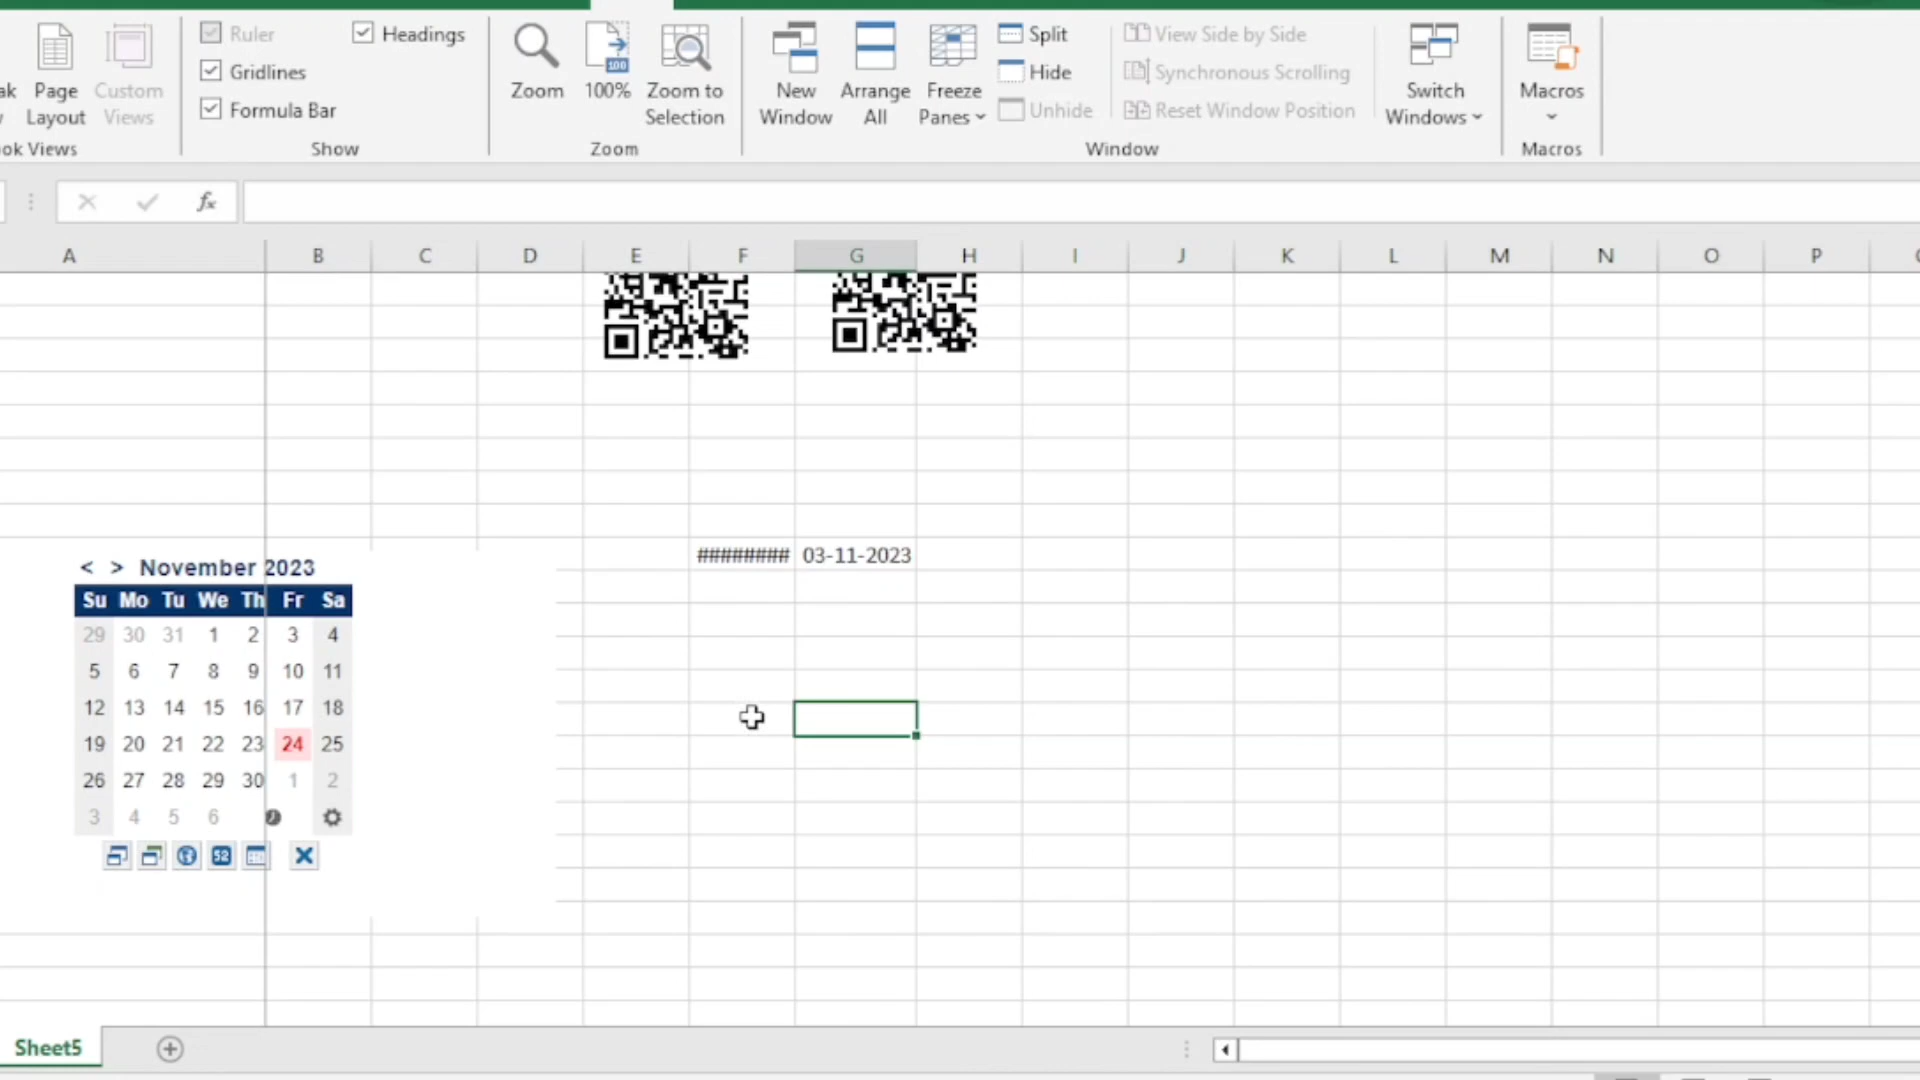 Page
Layout
Custom
Views
ak
ok Views
Ruler
Headings
Gridlines
Formula Bar
Show
Zoom
100
100%
Zoom to
Selection
Zoom
New
Window
Arrange
All
Freeze
Panes
Split
Hide
Unhide
View Side by Side
Synchronous Scrolling
Reset Window Position
Window
Switch
Windows
Macros
Macros
fx
A B C D E F G H I J K L M N O P
######## 03-11-2023
< > November 2023
Su Mo Tu We Th Fr Sa
29 30 31 1 2 3 4
5 6 7 8 9 10 11
12 13 14 15 16 17 18
19 20 21 22 23 24 25
26 27 28 29 30 1 2
3 4 5 6
52
Sheet5